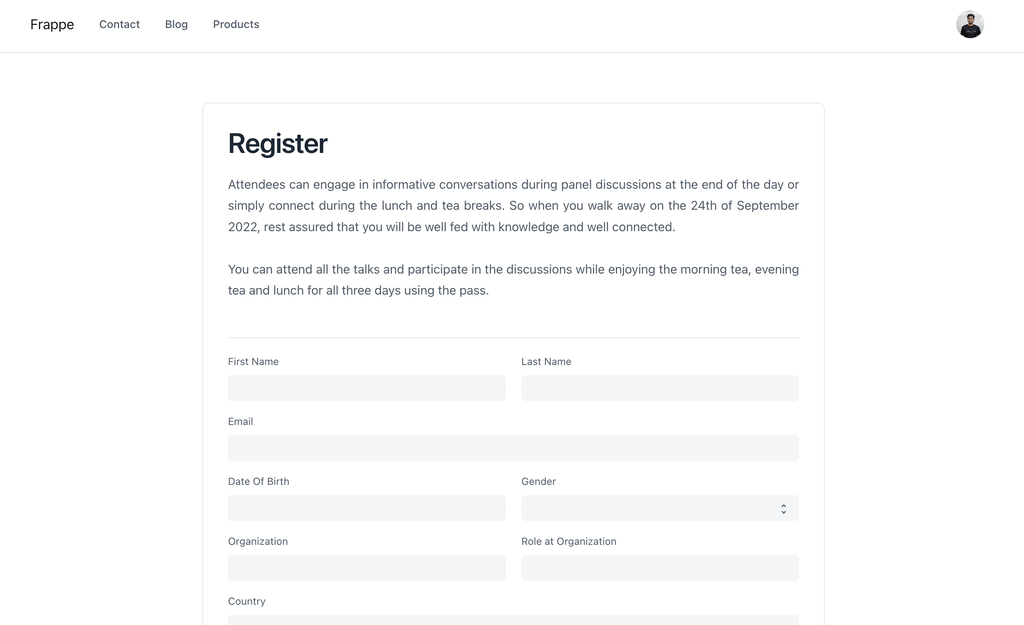 Frappe Contact Blog Products
Register
Attendees can engage in informative conversations during panel discussions at the end of the day or
simply connect during the lunch and tea breaks. So when you walk away on the 24th of September
2022, rest assured that you will be well fed with knowledge and well connected.
You can attend all the talks and participate in the discussions while enjoying the morning tea, evening
tea and lunch for all three days using the pass.
First Name Last Name
Email
Date Of Birth Gender
Organization Role at Organization
Country